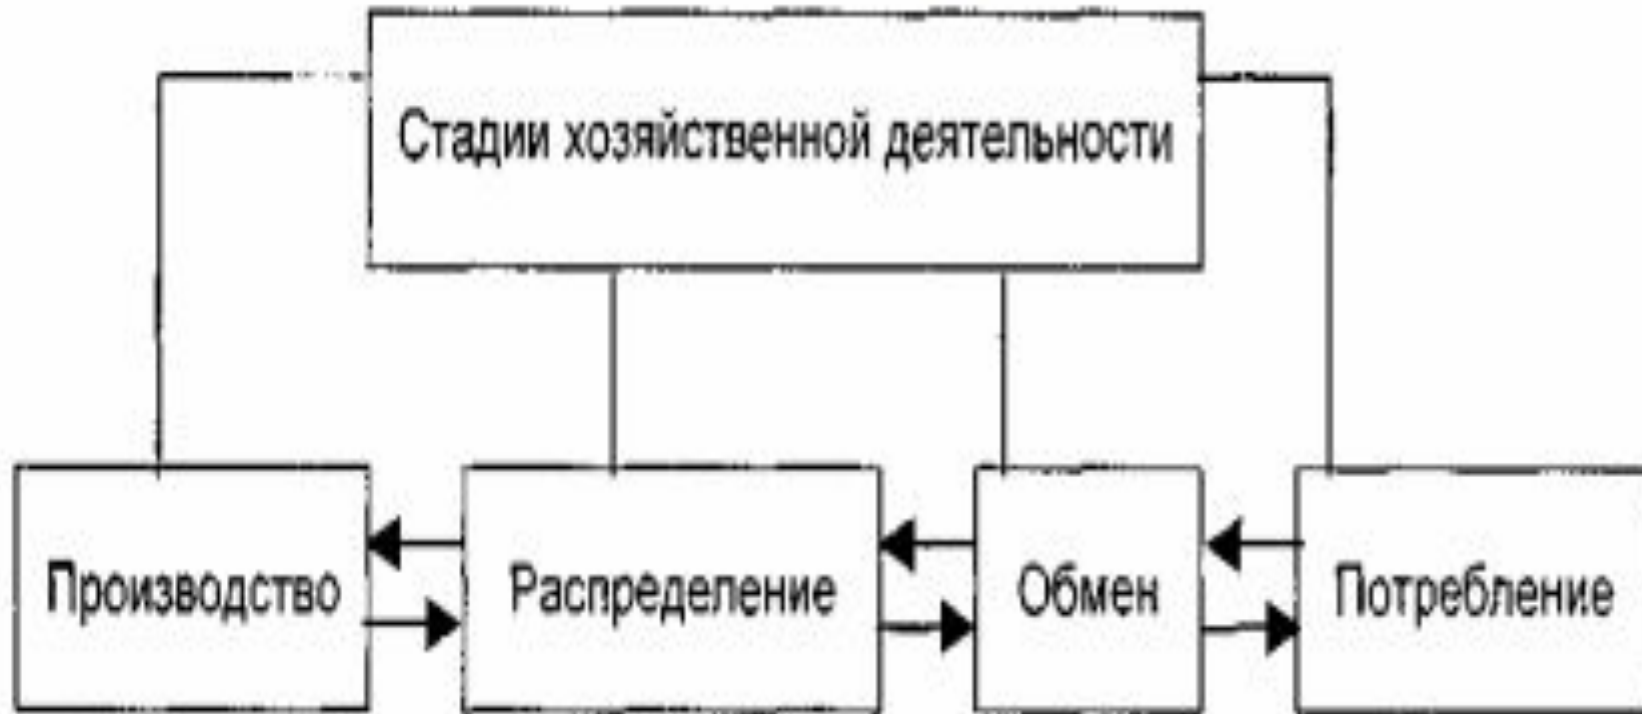 Стадии хозяйственной деятельности
Производство
Распределение
Обмен
Потребление